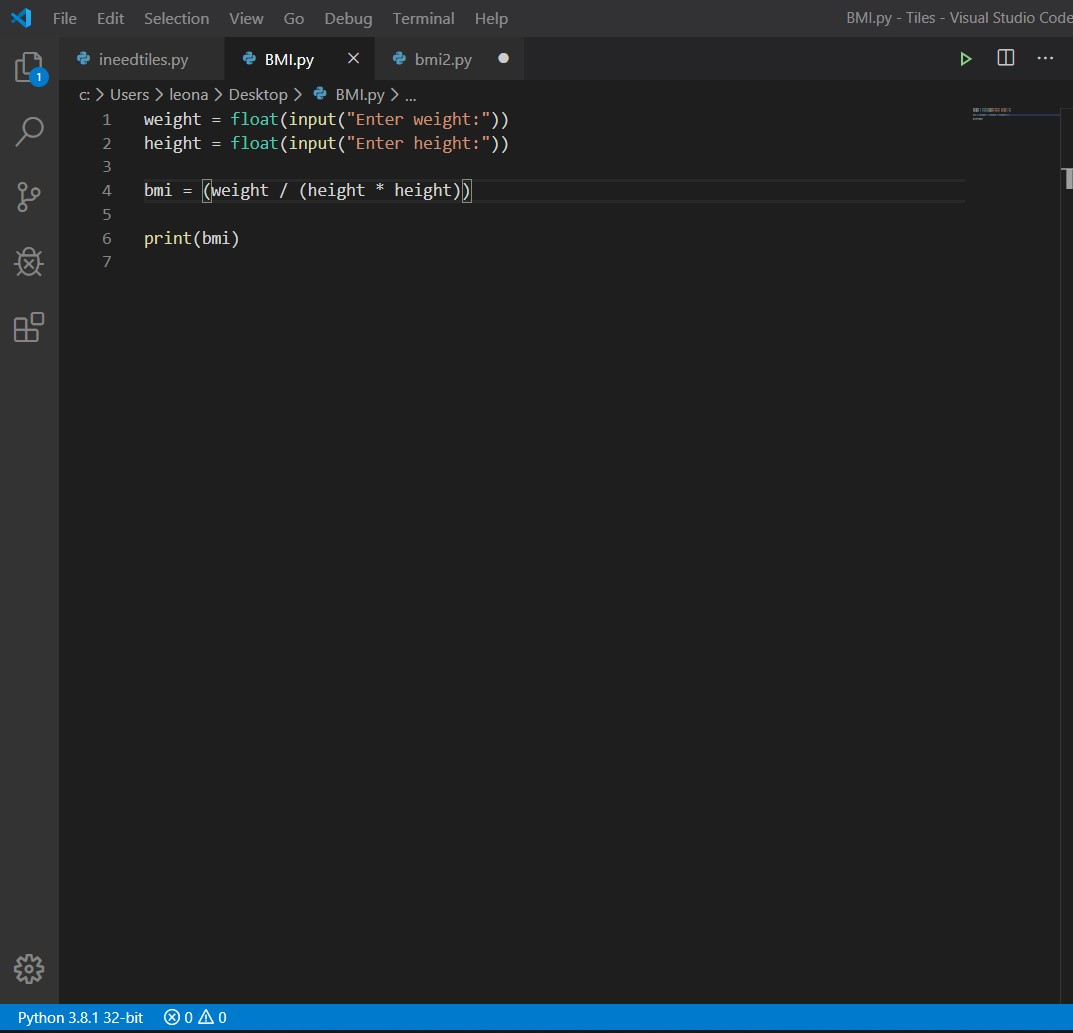 File Edit Selection View Go Debug Terminal Help BMI.py - Tiles - Visual Studio Code
ineedtiles.py BMI.py bmi2.py
1
c: > Users > leona > Desktop > BMI.py > ...
1 weight = float(input("Enter weight:"))
2 height = float(input("Enter height:"))
3
4 bmi = (weight / (height * height))
5
6 print(bmi)
7
Python 3.8.1 32-bit 0 0